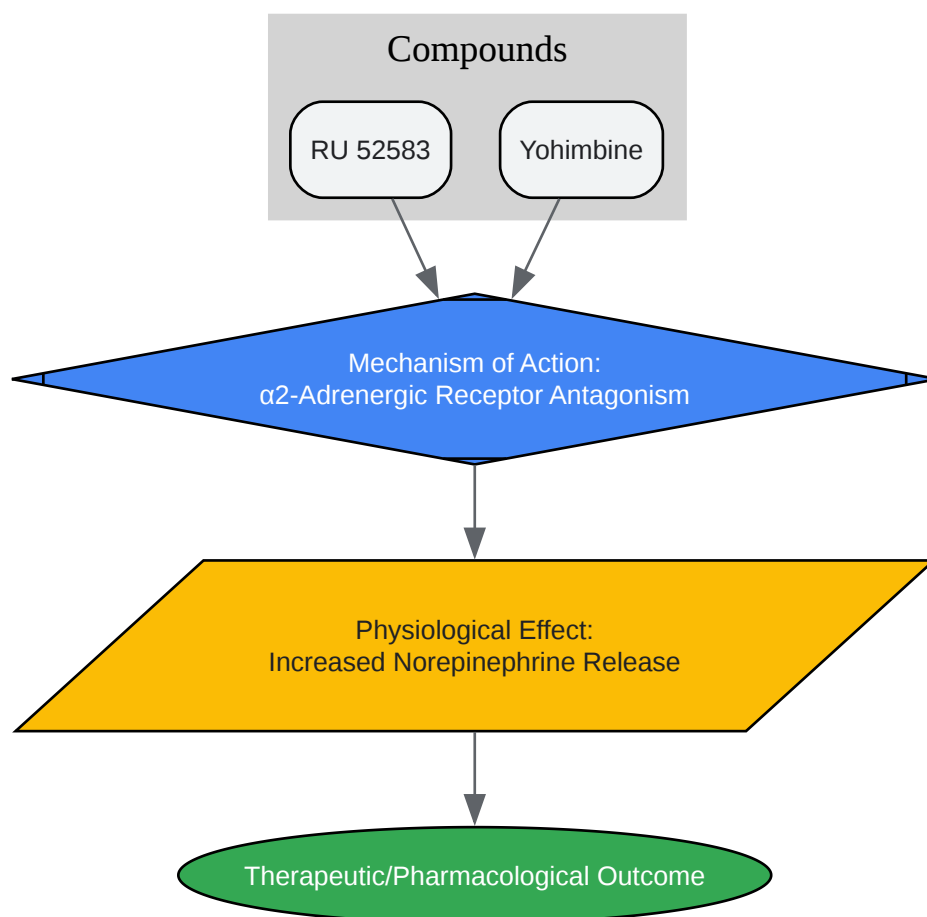 Compounds
RU 52583
Yohimbine
Mechanism of Action:
α2-Adrenergic Receptor Antagonism
Physiological Effect:
Increased Norepinephrine Release
Therapeutic/Pharmacological Outcome